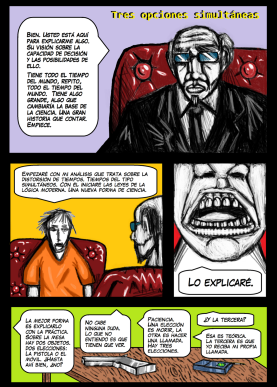 Tres opciones simultáneas
Bien. Usted está aquí
para explicarme algo.
Su visión sobre la
capacidad de decisión
y las posibilidades de
ello.
Tiene todo el tiempo
del mundo, repito,
todo el tiempo del
mundo. Tiene algo
grande, algo que
cambiaría la base de
la ciencia. Una gran
historia que contar.
Empiece.
Empezaré con mi análisis que trata sobre la
distorsión de tiempos. Tiempos del tipo
simultáneos. Con él iniciaré las leyes de la
lógica moderna. Una nueva forma de ciencia.
Lo explicaré.
La mejor forma
es explicarlo
con la práctica.
Sobre la mesa
hay dos objetos,
dos elecciones:
la pistola o el
móvil. ¿Hasta
ahí bien, no?
No cabe
ninguna duda,
lo que no
entiendo es que
tienen que ver.
Paciencia.
Una elección
es morir, la
otra es hacer
una llamada.
Hay tres
elecciones.
¿Y la tercera?
Esa es teórica.
La tercera es que
yo reciba mi propia
llamada.